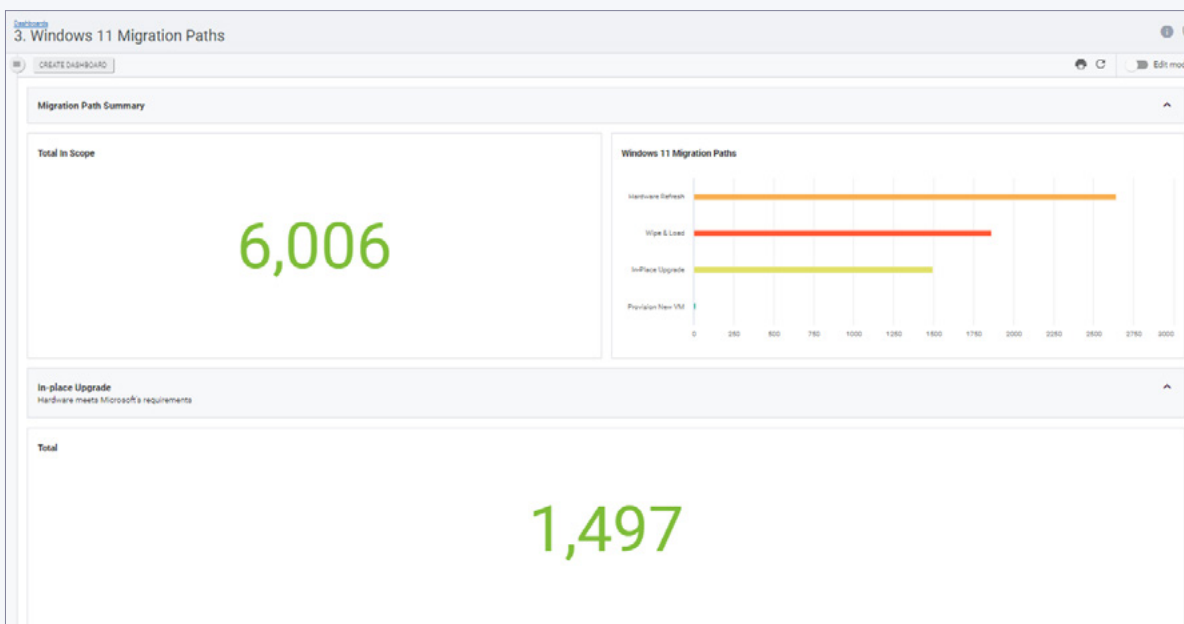 Dashboards
3. Windows 11 Migration Paths
CREATE DASHBOARD
Edit mod
Migration Path Summary
Total In Scope
6,006
Windows 11 Migration Paths
Hardware Refresh
Wipe & Load
In-Place Upgrade
Provision New VM
0 250 500 750 1000 1250 1500 1750 2000 2250 2500 2750 3000
In-place Upgrade
Hardware meets Microsoft's requirements
Total
1,497